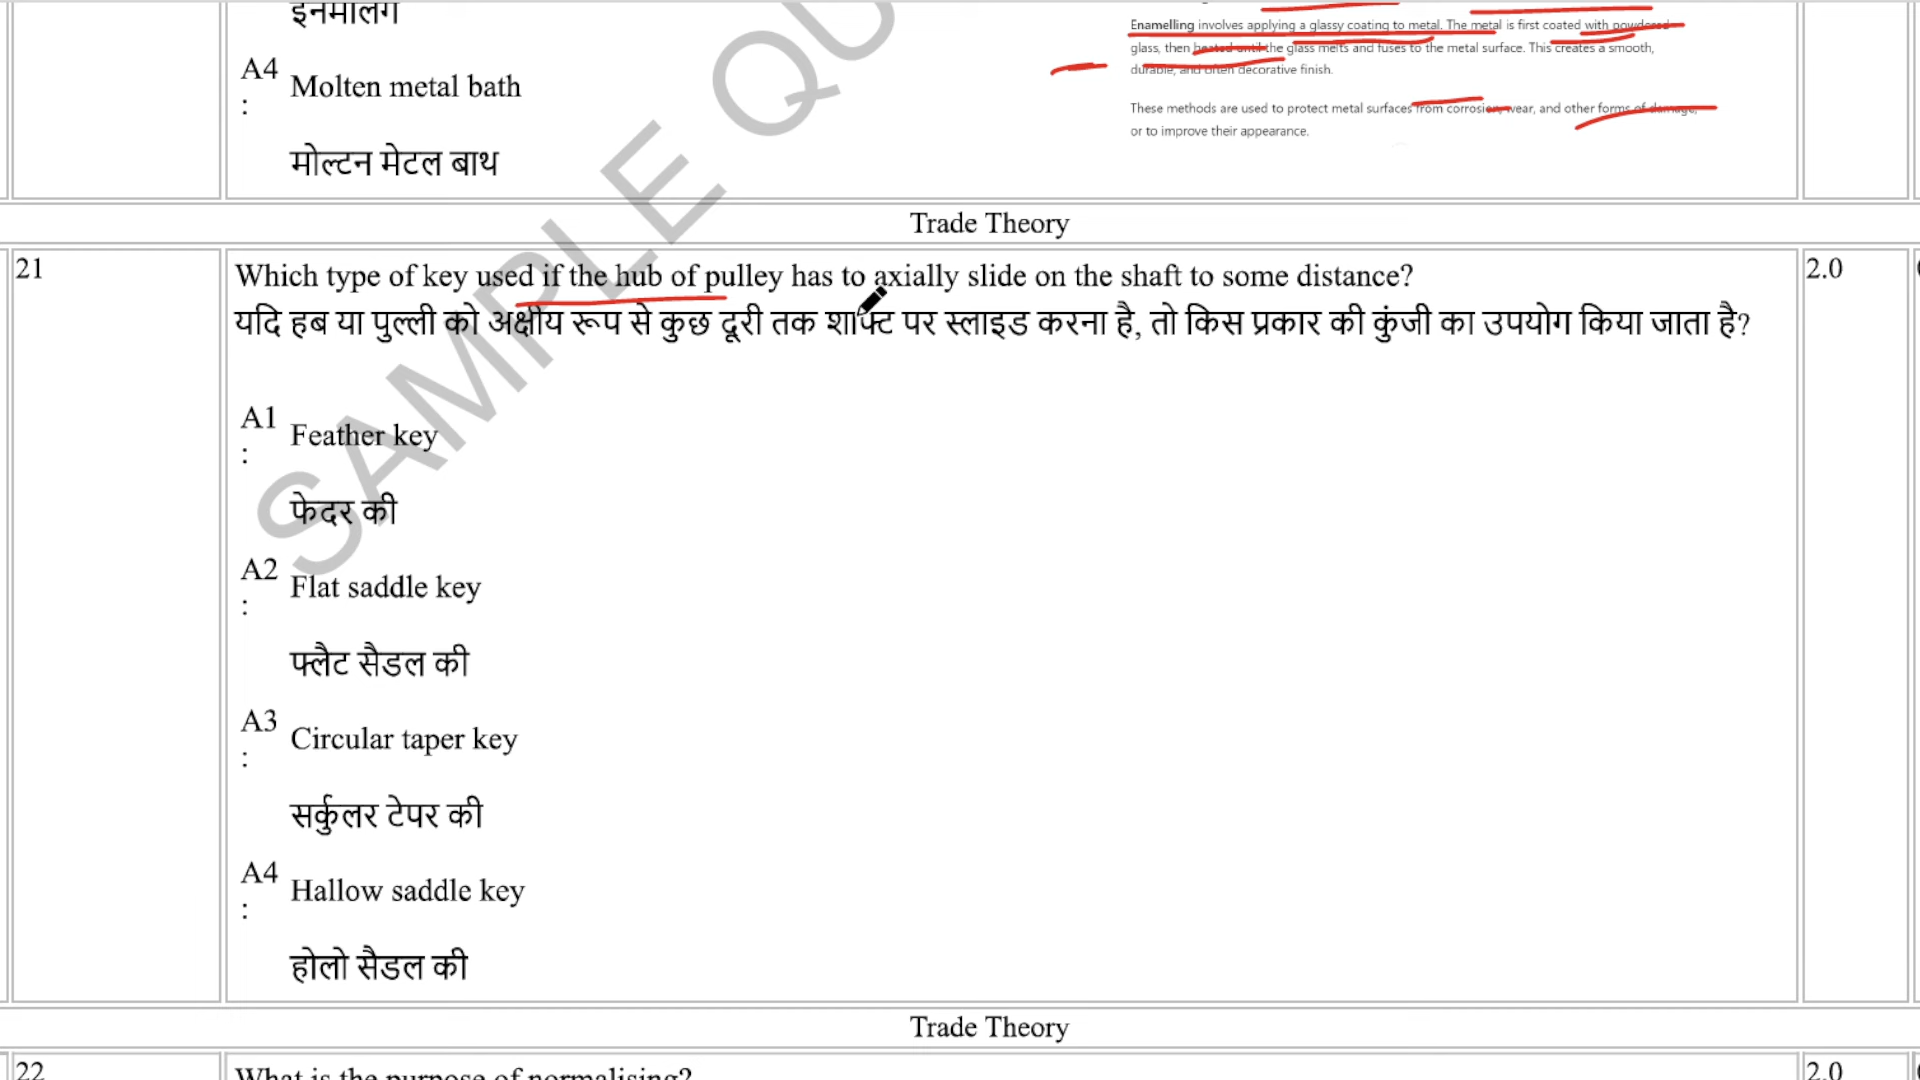 इनेमलिंग
Enamelling involves applying a glassy coating to metal. The metal is first coated with powdered
A4
Molten metal bath
glass, then heated until the glass melts and fuses to the metal surface. This creates a smooth,
:
durable, and often decorative finish.
These methods are used to protect metal surfaces from corrosion, wear, and other forms of damage,
or to improve their appearance.
मोल्टन मेटल बाथ
Trade Theory
21
Which type of key used if the hub of pulley has to axially slide on the shaft to some distance?
2.0
यदि हब या पुल्ली को अक्षीय रूप से कुछ दूरी तक शाफ्ट पर स्लाइड करना है, तो किस प्रकार की कुंजी का उपयोग किया जाता है?
A1
:
Feather key
फेदर की
A2
:
Flat saddle key
फ्लैट सैडल की
A3
:
Circular taper key
सर्कुलर टेपर की
A4
:
Hallow saddle key
होलो सैडल की
Trade Theory
22
What is the purpose of normalising?
2.0
SAMPLE QU